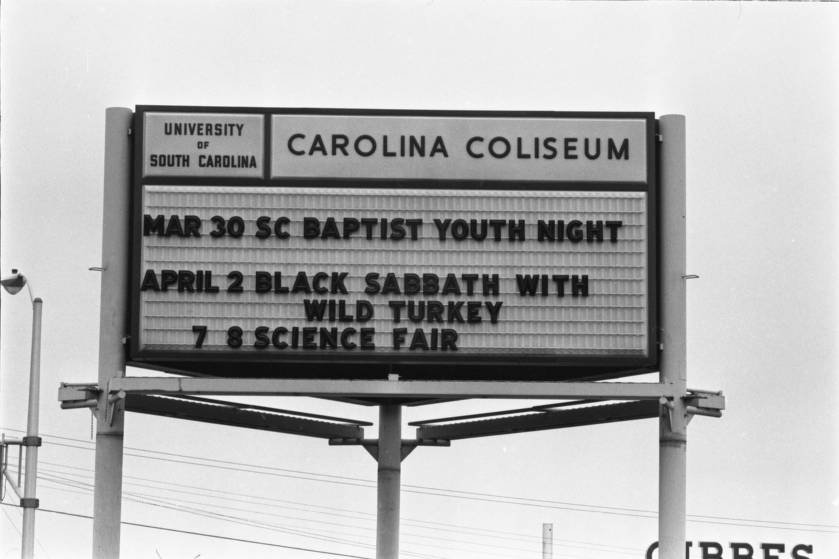 UNIVERSITY
OF
SOUTH CAROLINA
CAROLINA COLISEUM
MAR 30 SC BAPTIST YOUTH NIGHT
APRIL 2 BLACK SABBATH WITH
WILD TURKEY
7 8 SCIENCE FAIR
GIBBES